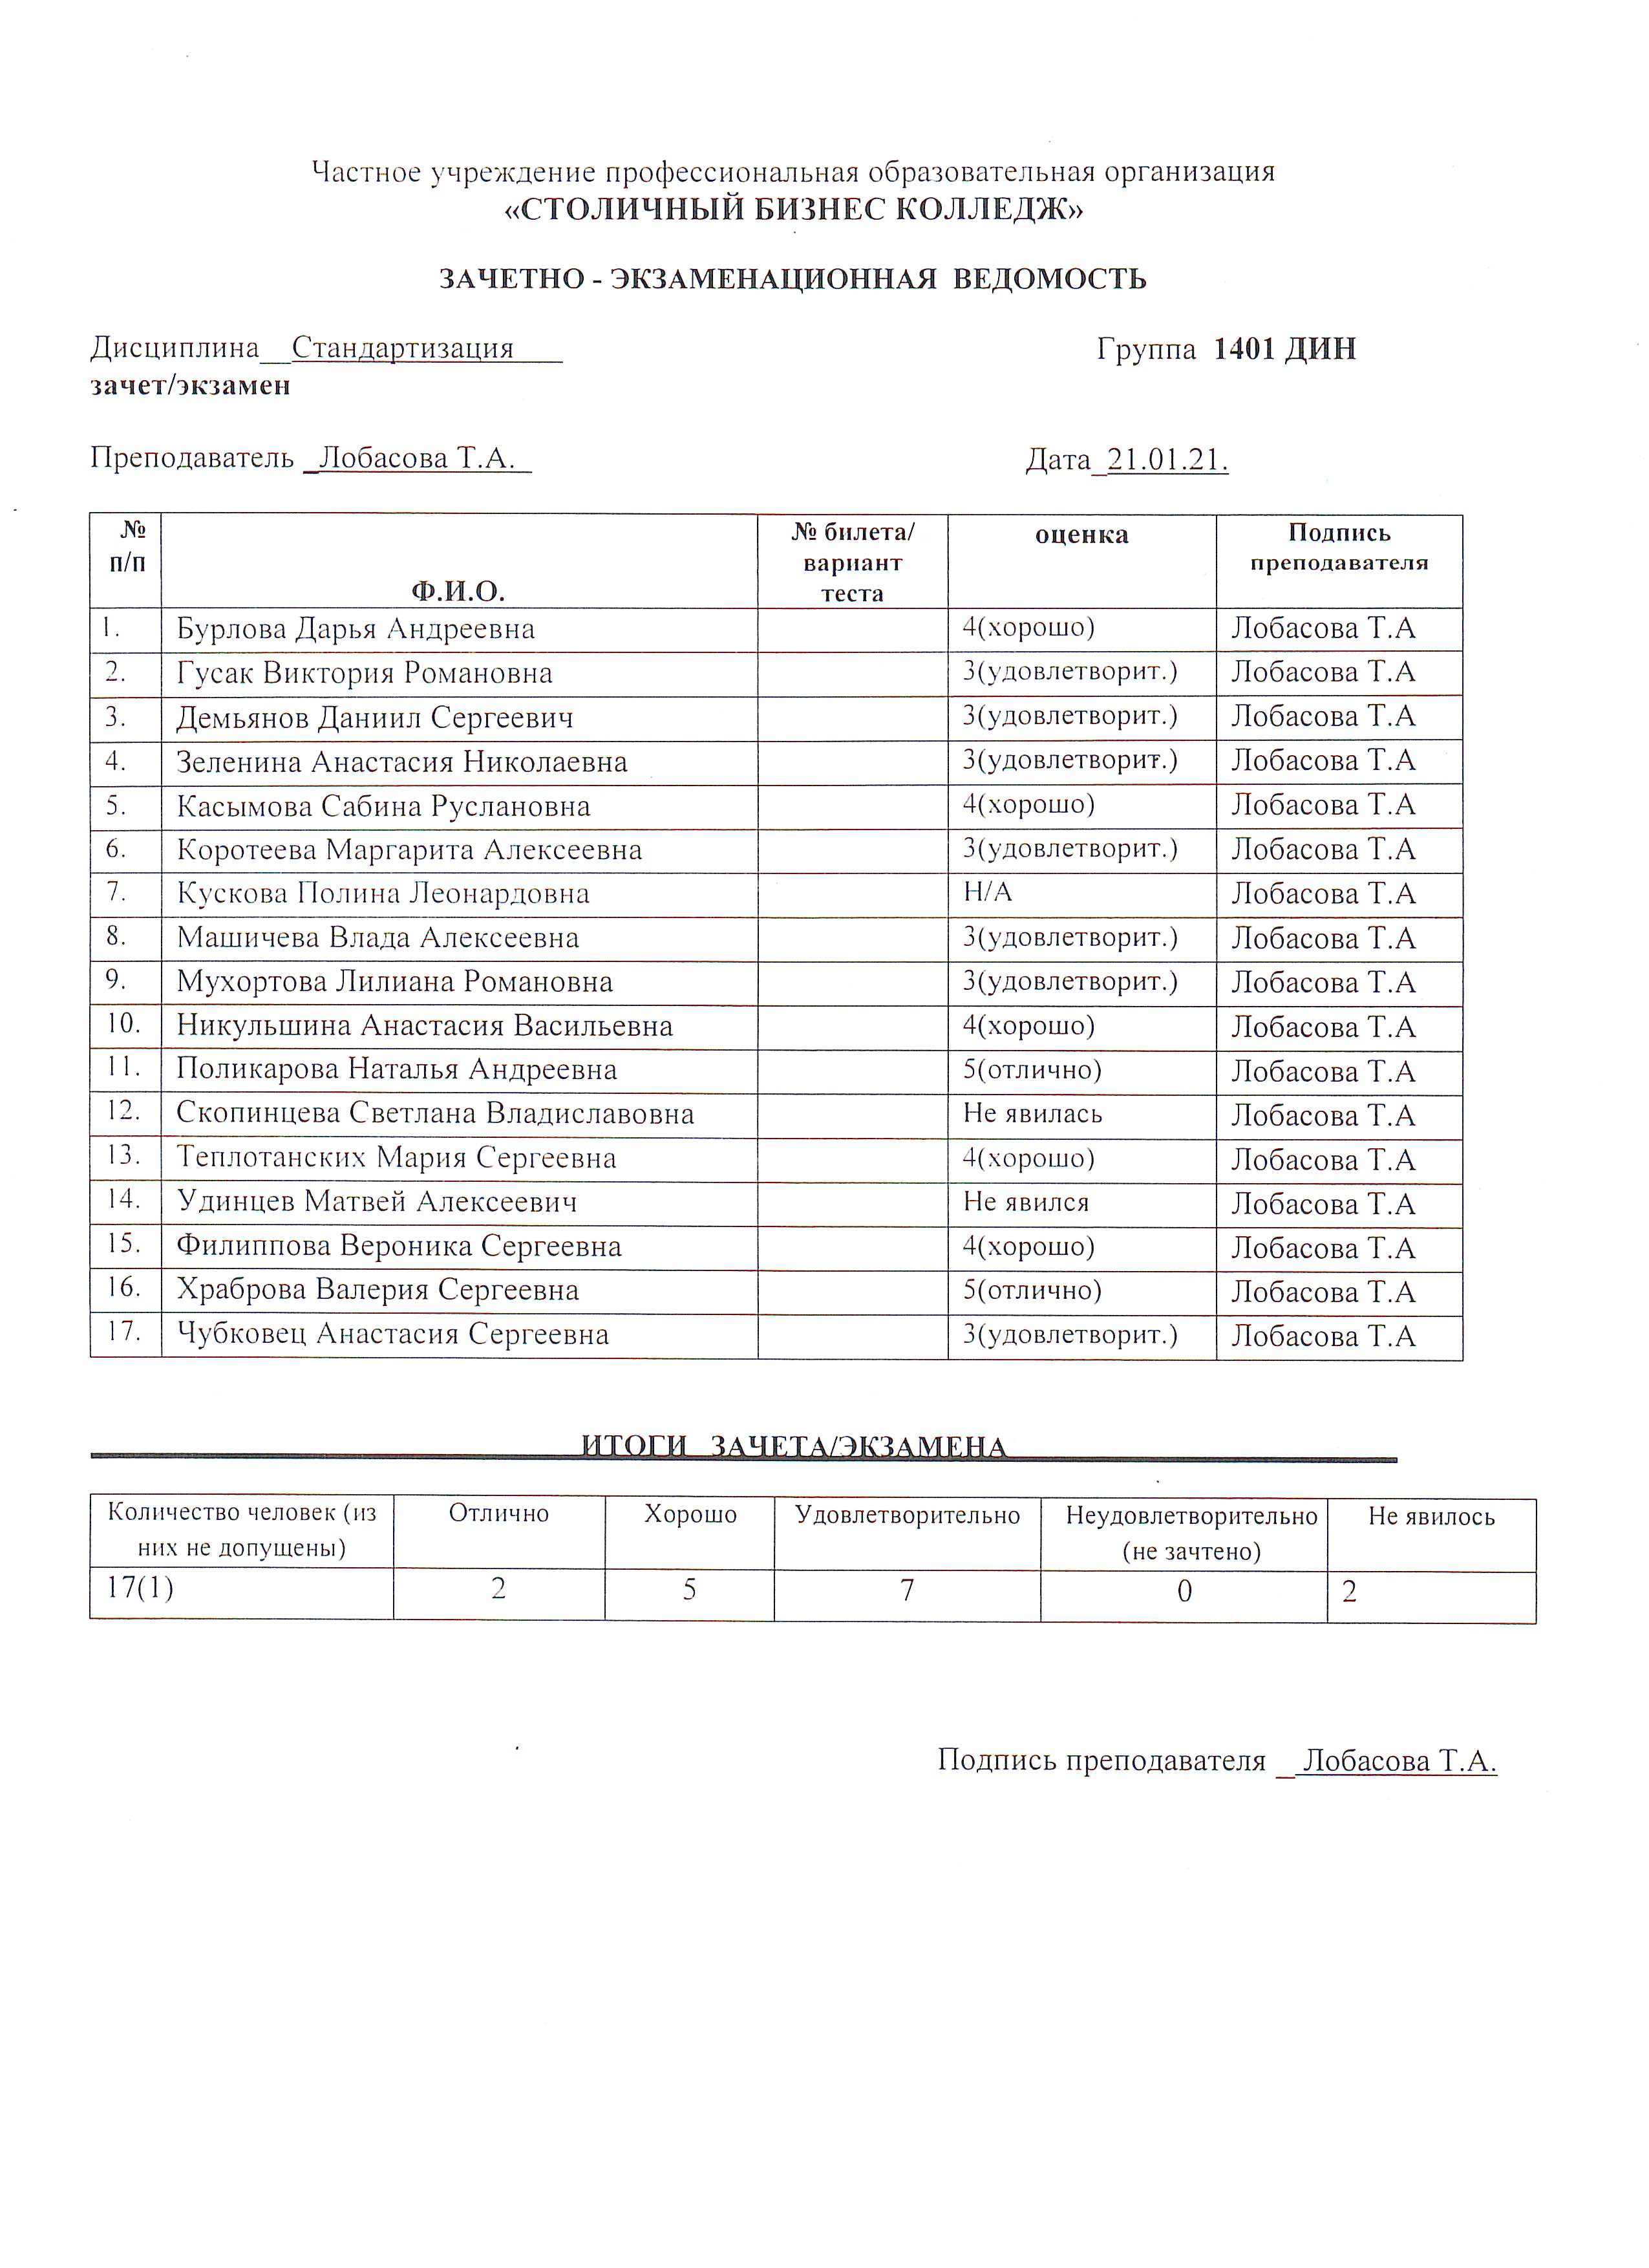 Частное учреждение профессиональная образовательная организация
«СТОЛИЧНЫЙ БИЗНЕС КОЛЛЕДЖ»
ЗАЧЕТНО - ЭКЗАМЕНАЦИОННАЯ ВЕДОМОСТЬ
Дисциплина__Стандартизация___ Группа 1401 ДИН
зачет/экзамен
Преподаватель _Лобасова Т.А._ Дата_21.01.21.
№ п/п Ф.И.О. № билета/ вариант теста оценка Подпись преподавателя
1. Бурлова Дарья Андреевна 4(хорошо) Лобасова Т.А
2. Гусак Виктория Романовна 3(удовлетворит.) Лобасова Т.А
3. Демьянов Даниил Сергеевич 3(удовлетворит.) Лобасова Т.А
4. Зеленина Анастасия Николаевна 3(удовлетворит.) Лобасова Т.А
5. Касымова Сабина Руслановна 4(хорошо) Лобасова Т.А
6. Коротеева Маргарита Алексеевна 3(удовлетворит.) Лобасова Т.А
7. Кускова Полина Леонардовна Н/А Лобасова Т.А
8. Машичева Влада Алексеевна 3(удовлетворит.) Лобасова Т.А
9. Мухортова Лилиана Романовна 3(удовлетворит.) Лобасова Т.А
10. Никульшина Анастасия Васильевна 4(хорошо) Лобасова Т.А
11. Поликарова Наталья Андреевна 5(отлично) Лобасова Т.А
12. Скопинцева Светлана Владиславовна Не явилась Лобасова Т.А
13. Теплотанских Мария Сергеевна 4(хорошо) Лобасова Т.А
14. Удинцев Матвей Алексеевич Не явился Лобасова Т.А
15. Филиппова Вероника Сергеевна 4(хорошо) Лобасова Т.А
16. Храброва Валерия Сергеевна 5(отлично) Лобасова Т.А
17. Чубковец Анастасия Сергеевна 3(удовлетворит.) Лобасова Т.А
ИТОГИ ЗАЧЕТА/ЭКЗАМЕНА
Количество человек (из них не допущены) Отлично Хорошо Удовлетворительно Неудовлетворительно (не зачтено) Не явилось
17(1) 2 5 7 0 2
Подпись преподавателя _ Лобасова Т.А.